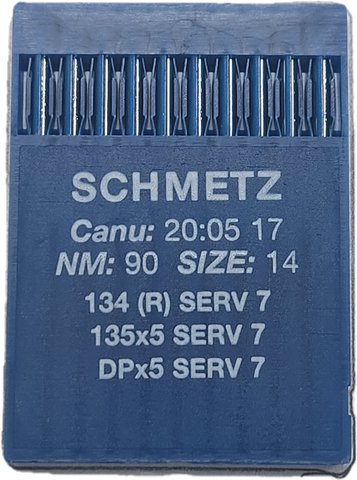 SCHMETZ
Canu: 20:05 17
NM: 90 SIZE: 14
134 (R) SERV 7
135x5 SERV 7
DPx5 SERV 7